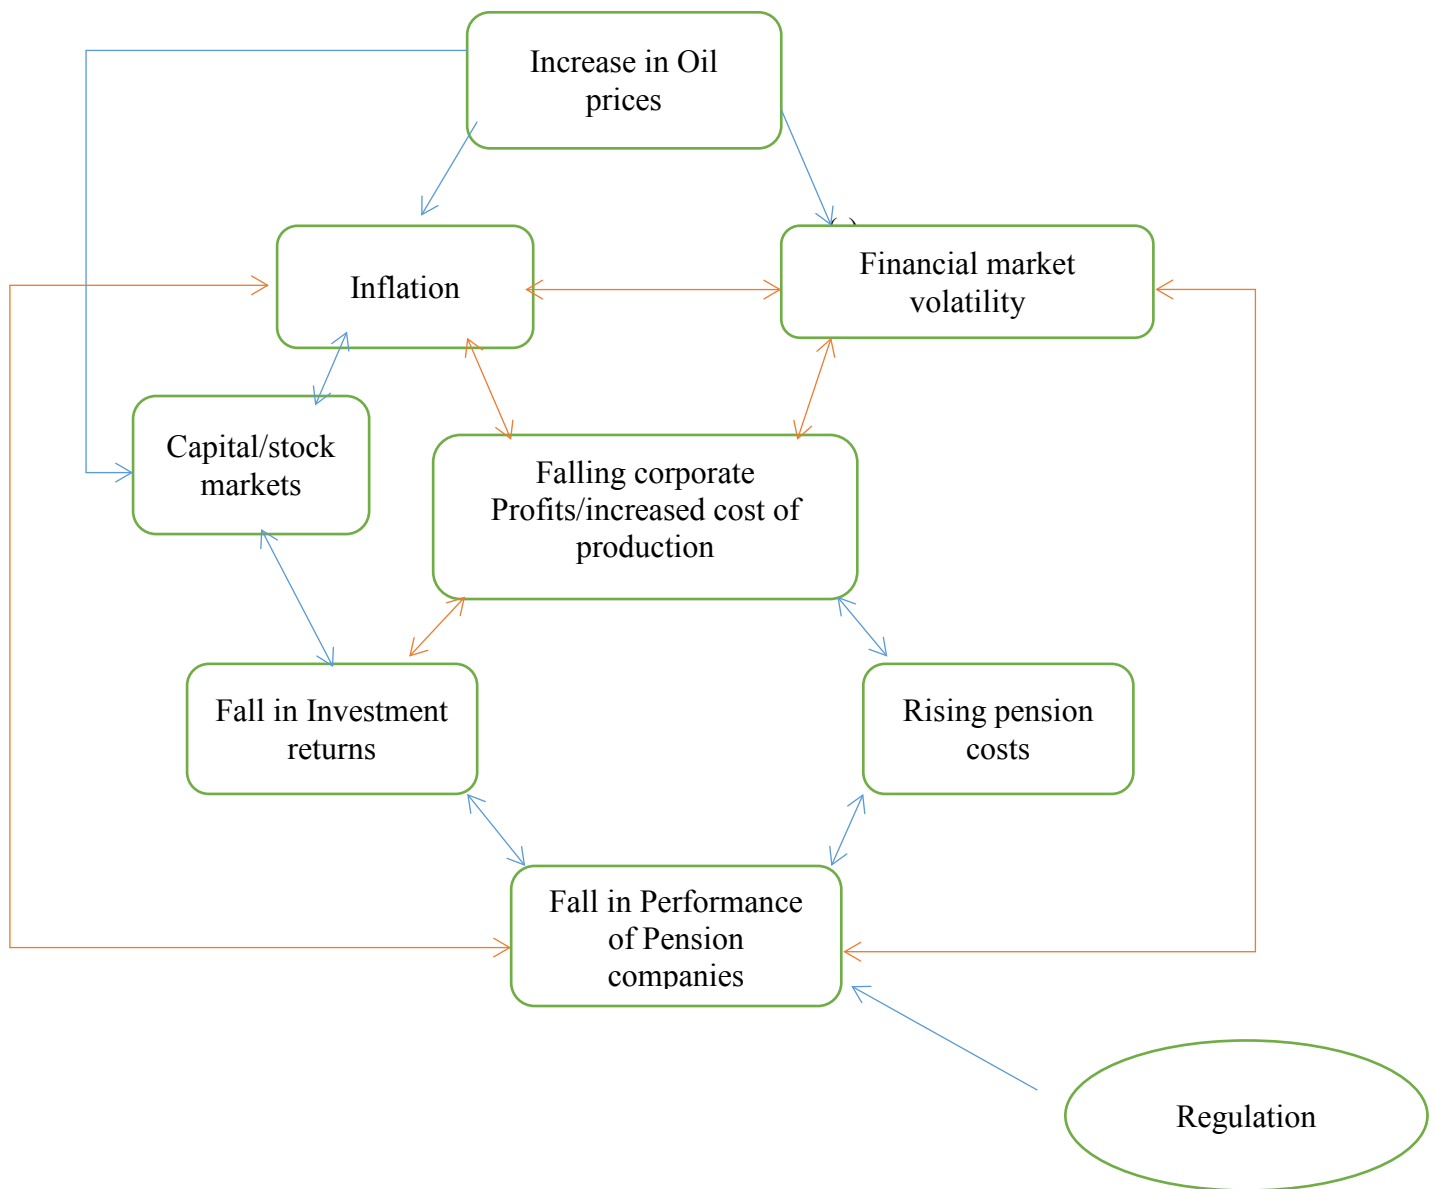 Increase in Oil
prices
Inflation
Financial market
volatility
Capital/stock
markets
Falling corporate
Profits/increased cost of
production
Fall in Investment
returns
Rising pension
costs
Fall in Performance
of Pension
companies
Regulation